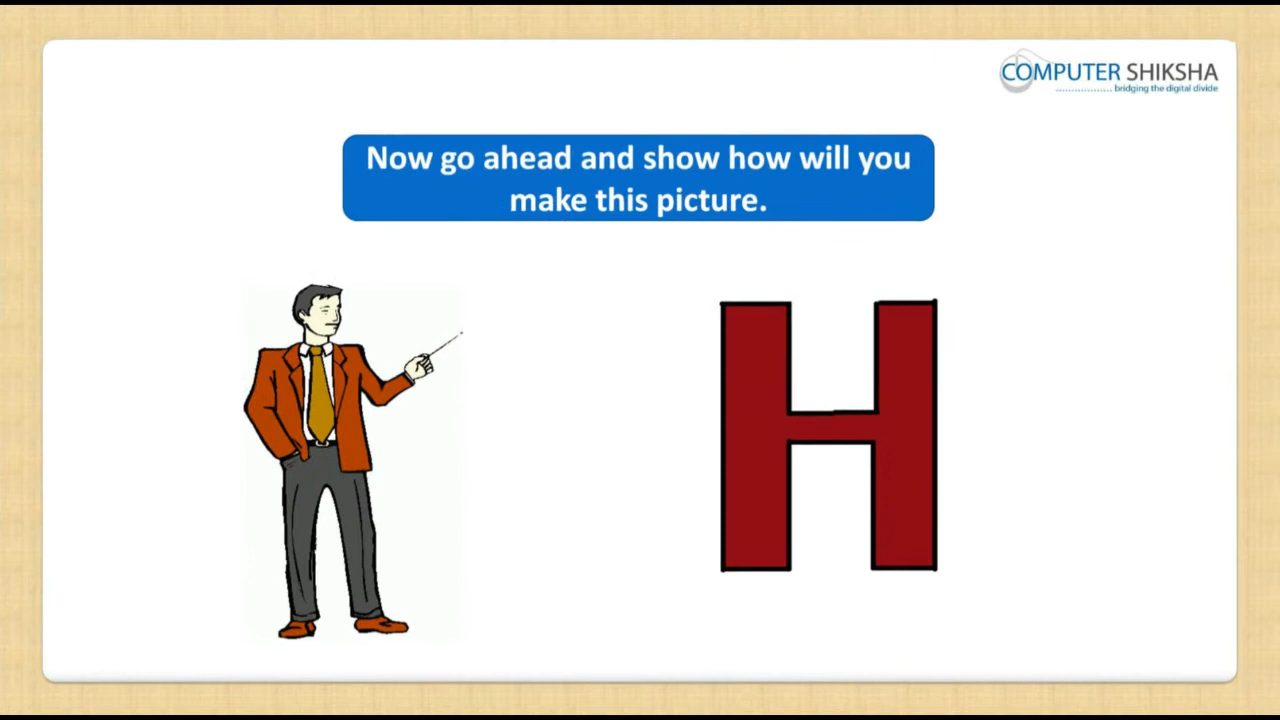 COMPUTER SHIKSHA
..................bridging the digital divide
Now go ahead and show how will you
make this picture.
H